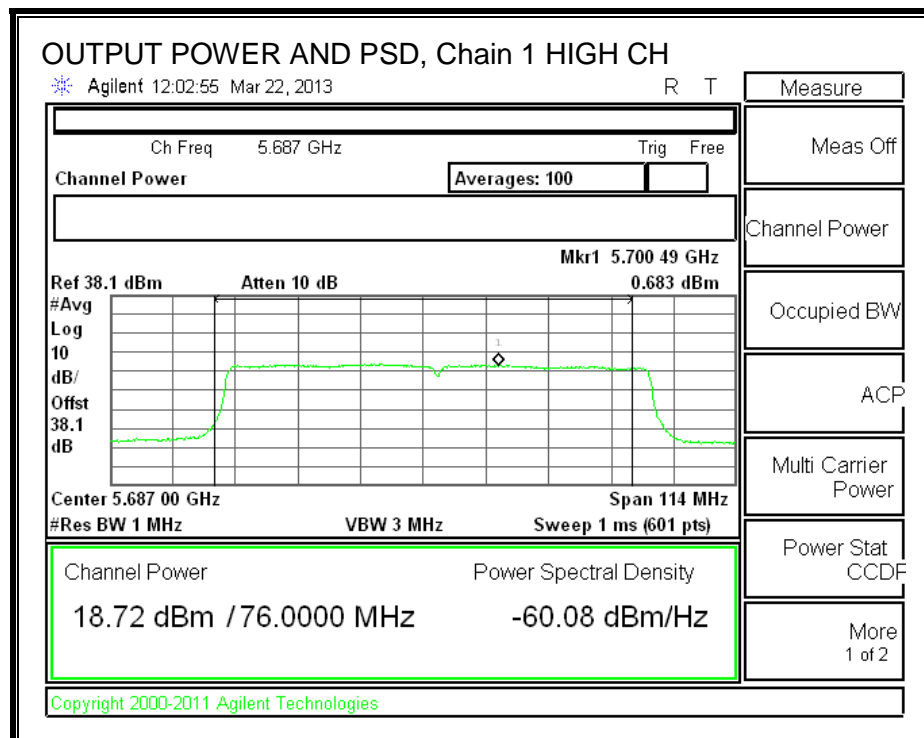 OUTPUT POWER AND PSD, Chain 1 HIGH CH
Agilent 12:02:55 Mar 22, 2013 R T
Measure
Ch Freq 5.687 GHz Trig Free
Meas Off
Channel Power Averages: 100
Channel Power
Mkr1 5.700 49 GHz
Ref 38.1 dBm Atten 10 dB 0.683 dBm
#Avg
Log
10
dB/
Offst
38.1
dB
1
Occupied BW
ACP
Multi Carrier
Power
Center 5.687 00 GHz Span 114 MHz
#Res BW 1 MHz VBW 3 MHz Sweep 1 ms (601 pts)
Power Stat
CCDF
Channel Power Power Spectral Density
18.72 dBm / 76.0000 MHz -60.08 dBm/Hz
More
1 of 2
Copyright 2000-2011 Agilent Technologies